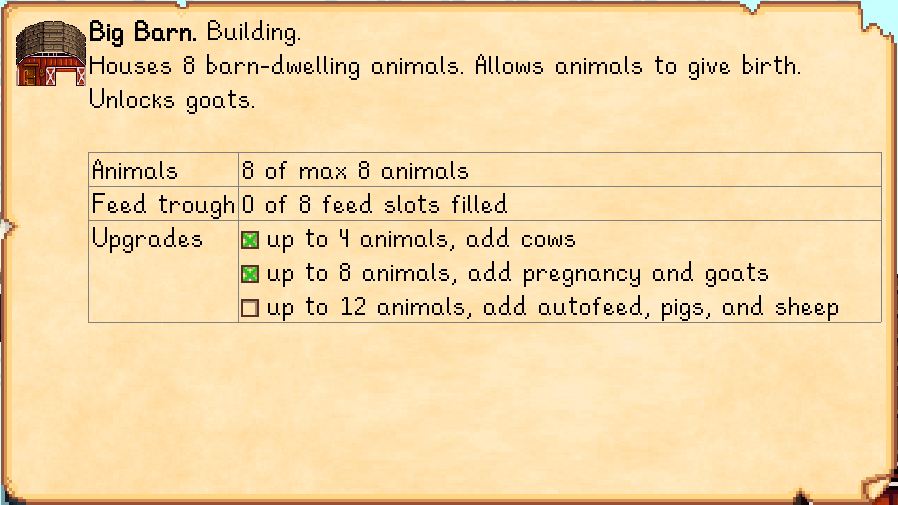 Big Barn. Building.
Houses 8 barn-dwelling animals. Allows animals to give birth.
Unlocks goats.
Animals 8 of max 8 animals
Feed trough 0 of 8 feed slots filled
Upgrades up to 4 animals, add cows
up to 8 animals, add pregnancy and goats
up to 12 animals, add autofeed, pigs, and sheep